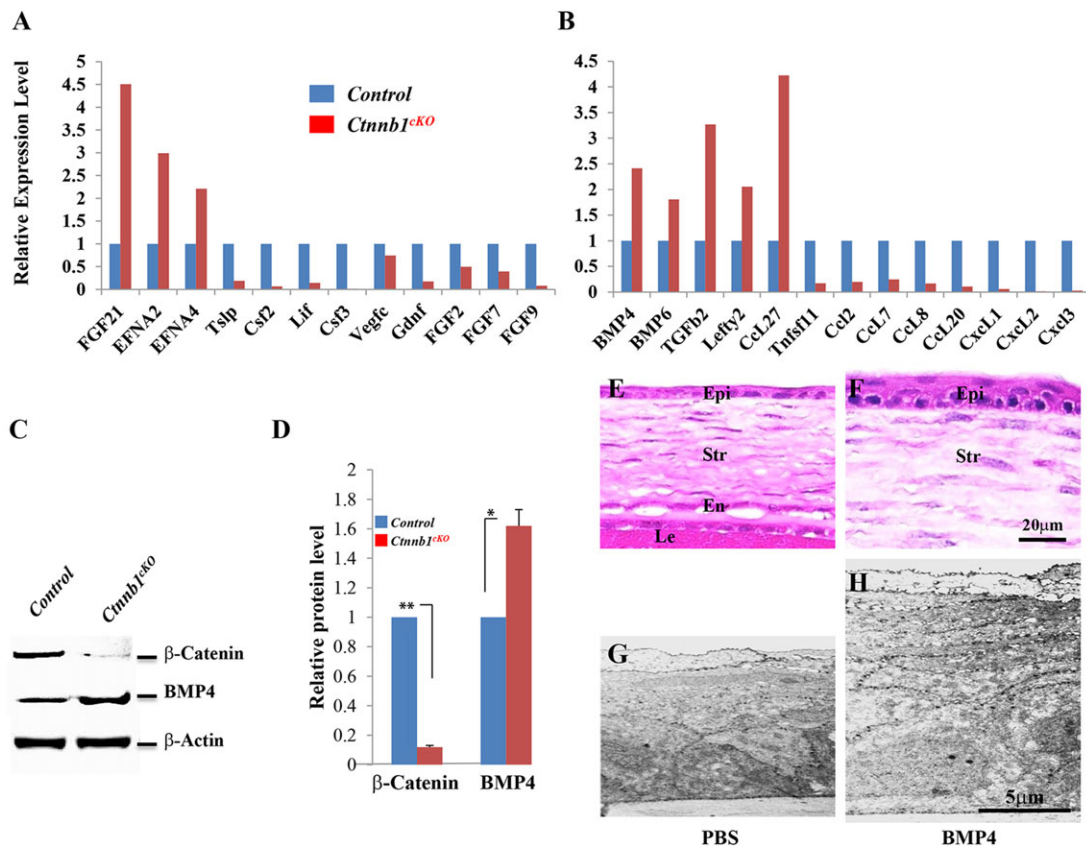 A
Relative Expression Level
5
4.5
4
3.5
3
2.5
2
1.5
1
0.5
0
Control
Ctnnb1cKO
FGF21
EFNA2
EFNA4
Tslp
Csf2
Lif
Csf3
Vegfc
Gdnf
FGF2
FGF7
FGF9
B
4.5
4
3.5
3
2.5
2
1.5
1
0.5
0
BMP4
BMP6
TGFb2
Lefty2
CcL27
Tnfsf11
Ccl2
CcL7
CcL8
CcL20
CxcL1
CxcL2
Cxcl3
C
Control
Ctnnb1cKO
β-Catenin
BMP4
β-Actin
D
Relative protein level
2
1.8
1.6
1.4
1.2
1
0.8
0.6
0.4
0.2
0
Control
Ctnnb1cKO
**
*
β-Catenin
BMP4
E
Epi
Str
En
Le
F
Epi
Str
20μm
G
PBS
H
5μm
BMP4